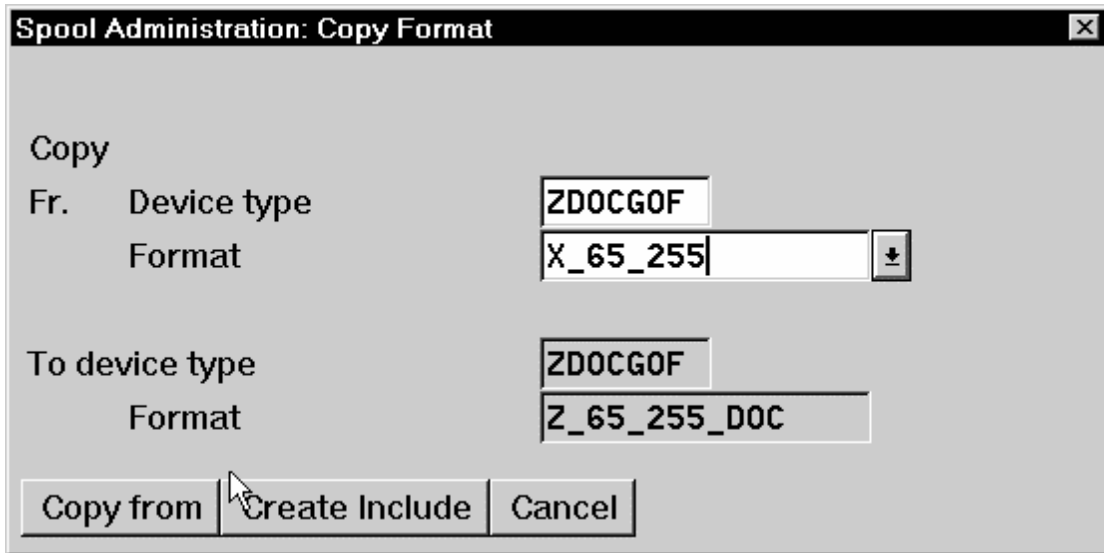 Spool Administration: Copy Format
Copy
Fr. Device type ZDOCGOF
Format X_65_255
To device type ZDOCGOF
Format Z_65_255_DOC
Copy from Create Include Cancel